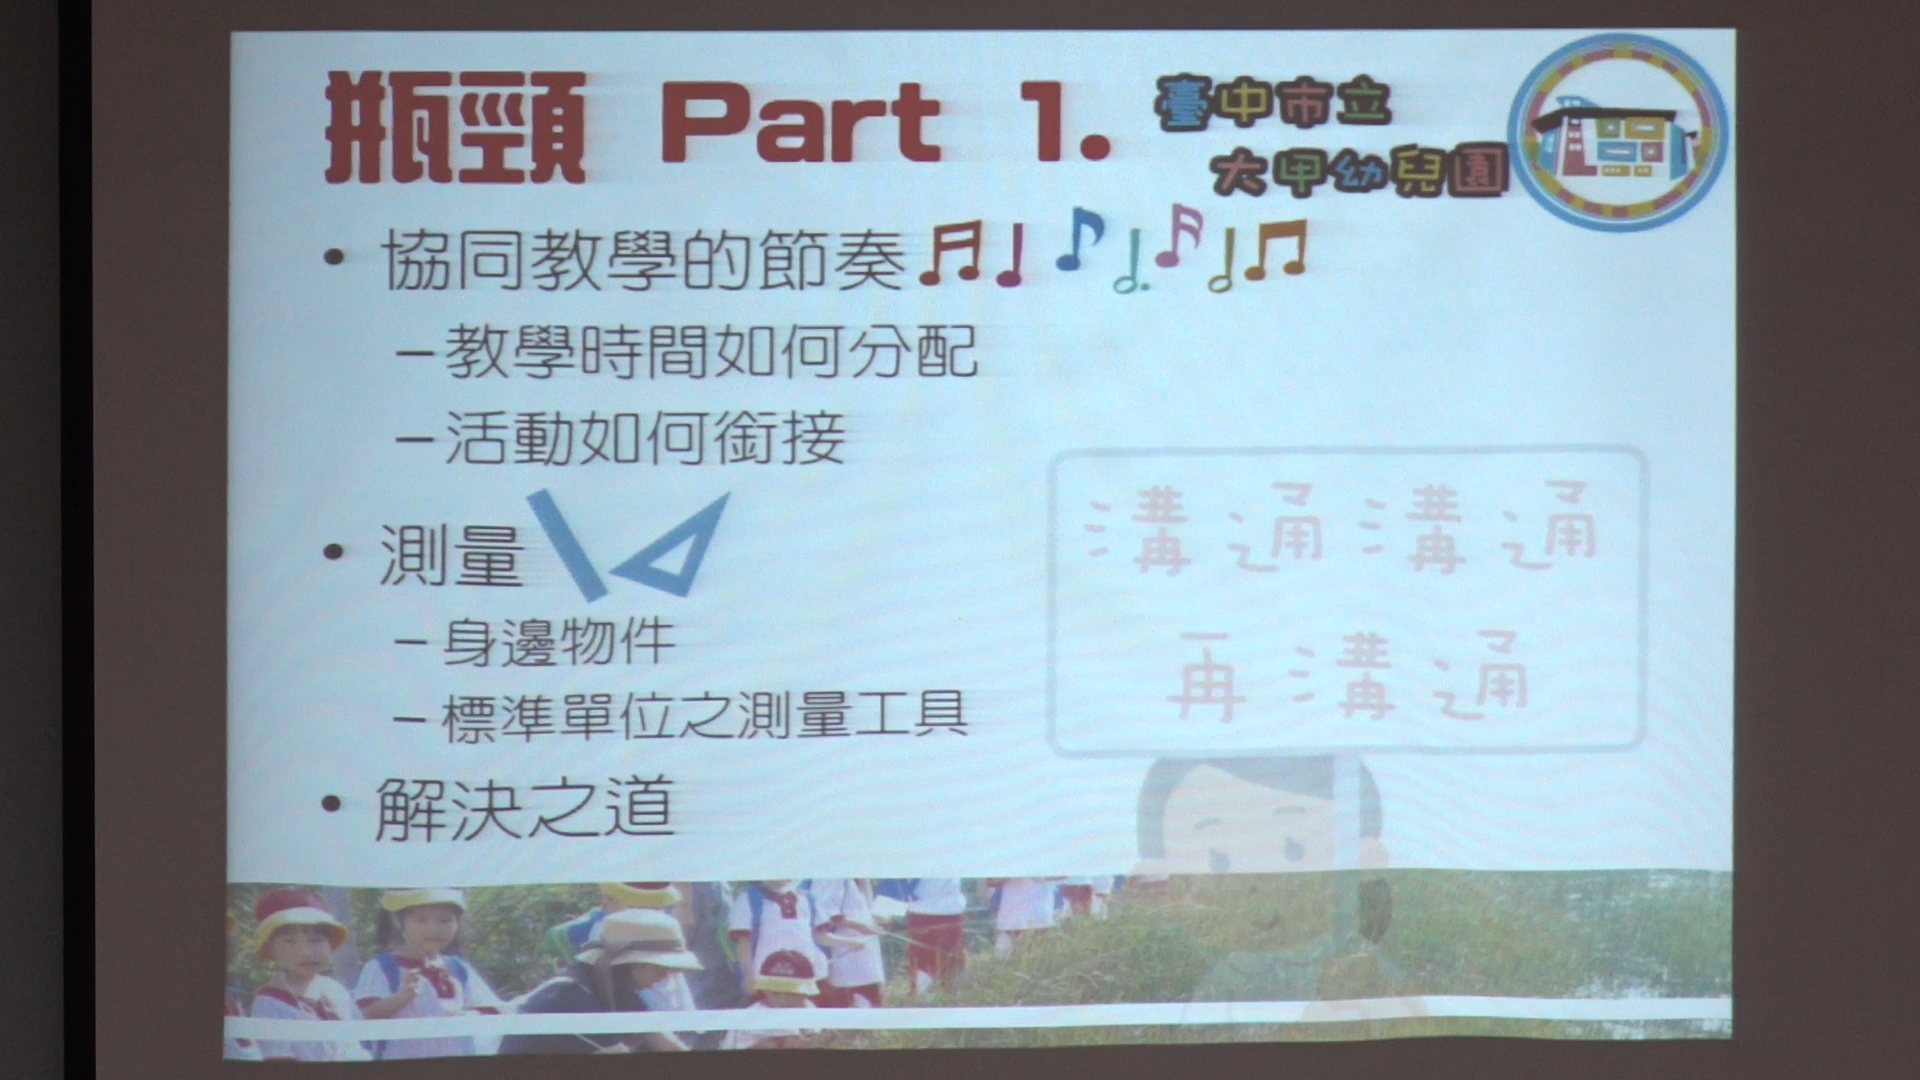 瓶頸 Part 1.
臺中市立
大甲幼兒園
• 協同教學的節奏
–教學時間如何分配
–活動如何銜接
• 測量
–身邊物件
–標準單位之測量工具
• 解決之道
溝通溝通
再溝通